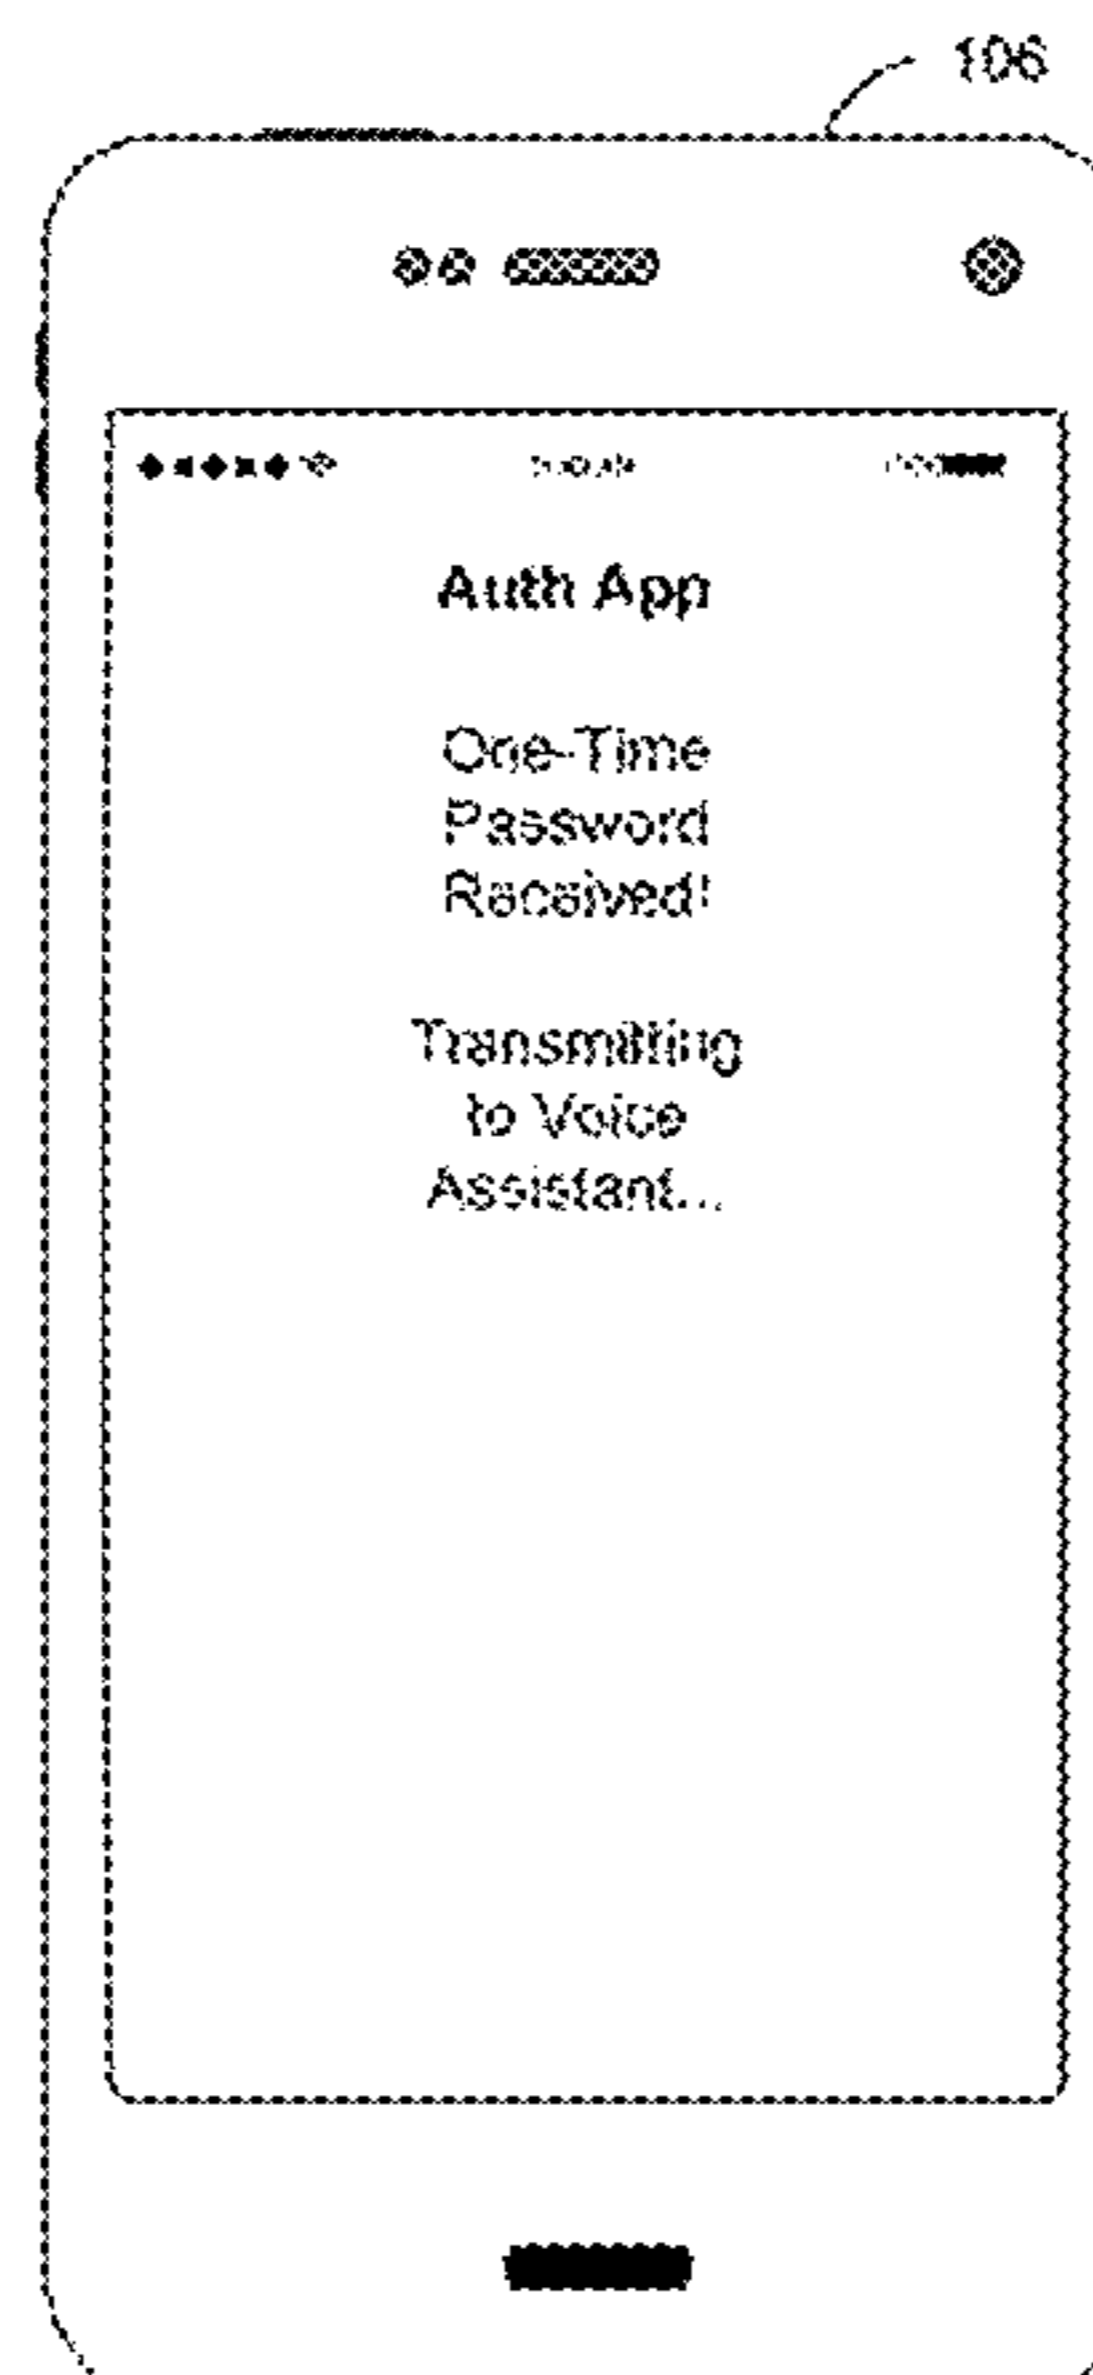 106
Auth App
One-Time
Password
Received!
Transmitting
to Voice
Assistant...